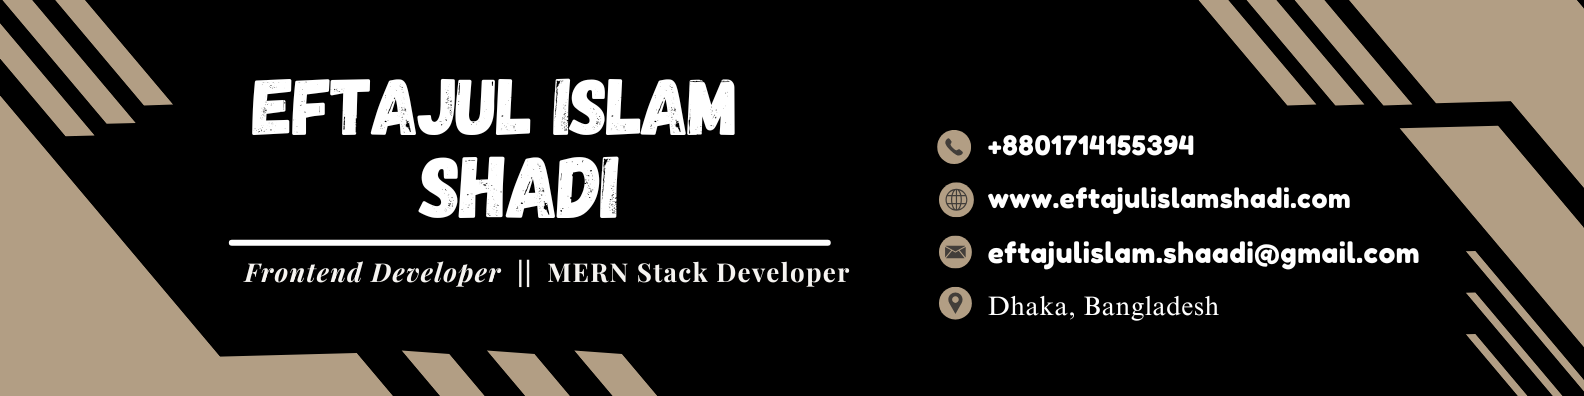 EFTAJUL ISLAM
SHADI
Frontend Developer || MERN Stack Developer
+8801714155394
www.eftajulislamshadi.com
eftajulislam.shaadi@gmail.com
Dhaka, Bangladesh